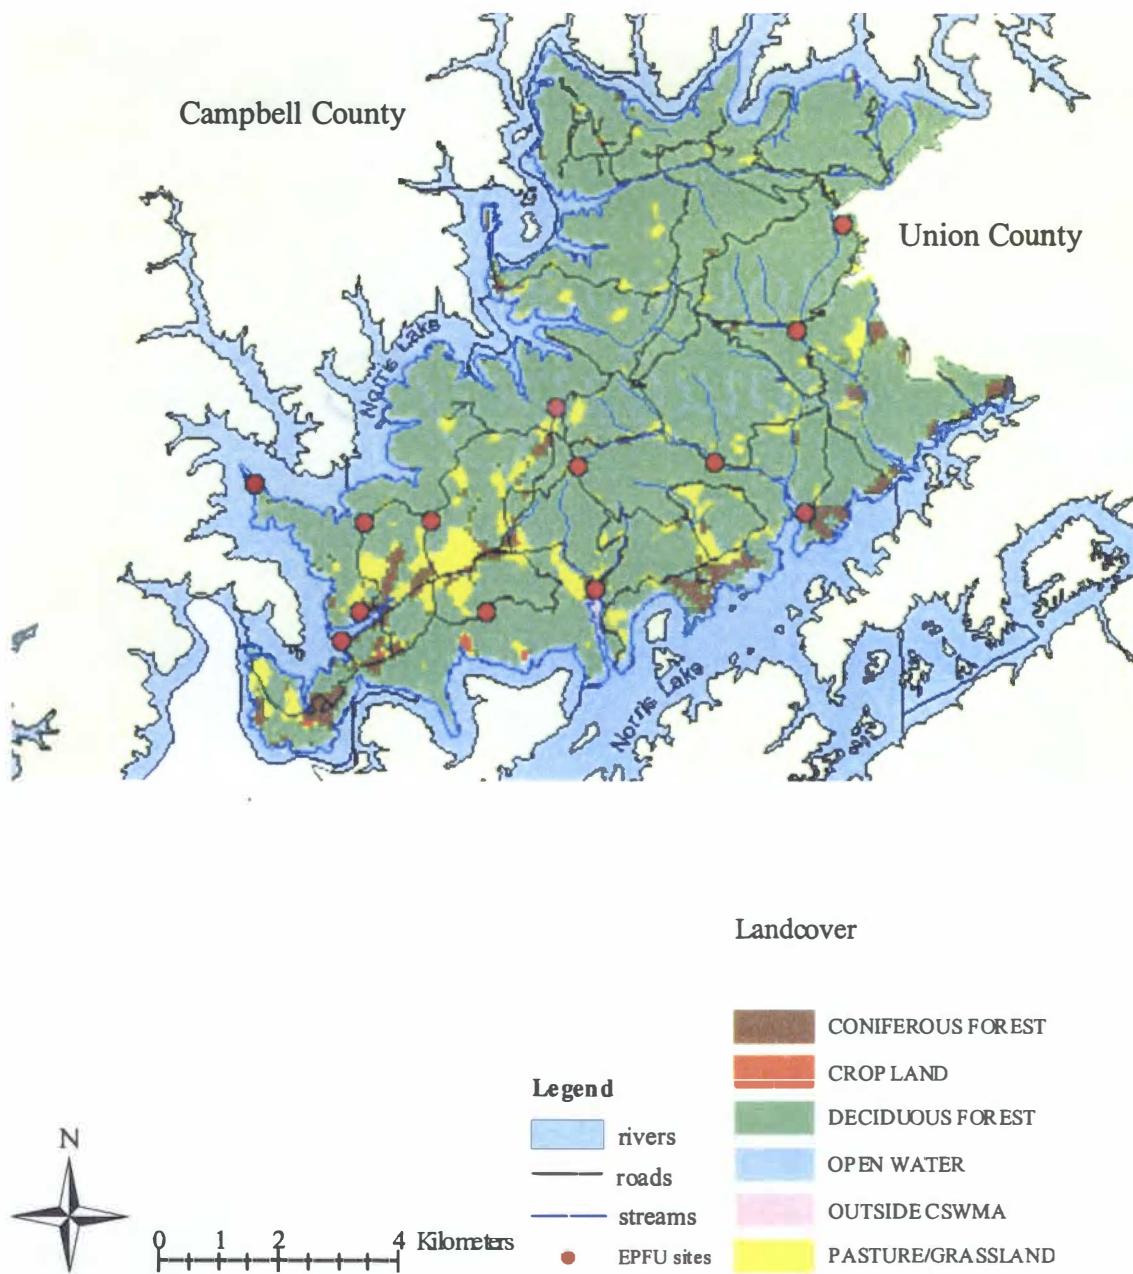 Campbell County
Union County
Norris Lake
Norris Lake
Landcover
CONIFEROUS FOREST
CROP LAND
DECIDUOUS FOREST
OPEN WATER
OUTSIDE CSWMA
PASTURE/GRASSLAND
Legend
rivers
roads
streams
EPFU sites
N
0 1 2 4 Kilometers